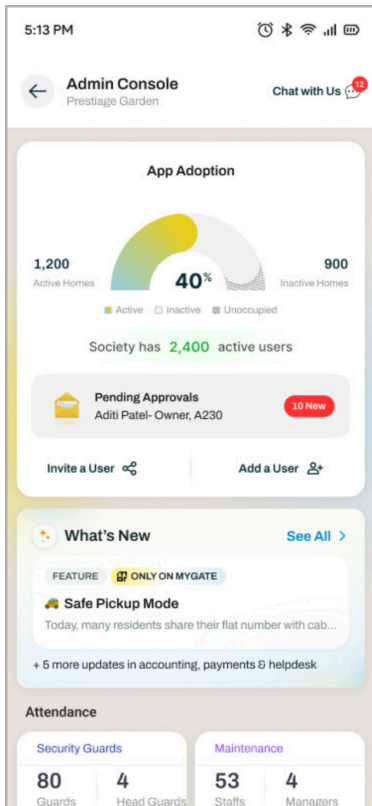 5:13 PM
Admin Console
Prestiage Garden
Chat with Us
12
App Adoption
1,200
Active Homes
40%
900
Inactive Homes
Active Inactive Unoccupied
Society has 2,400 active users
Pending Approvals
Aditi Patel- Owner, A230
10 New
Invite a User
Add a User
What's New
See All >
FEATURE
ONLY ON MYGATE
Safe Pickup Mode
Today, many residents share their flat number with cab...
+ 5 more updates in accounting, payments & helpdesk
Attendance
Security Guards
Maintenance
80 4 53 4
Guards Head Guards Staffs Managers